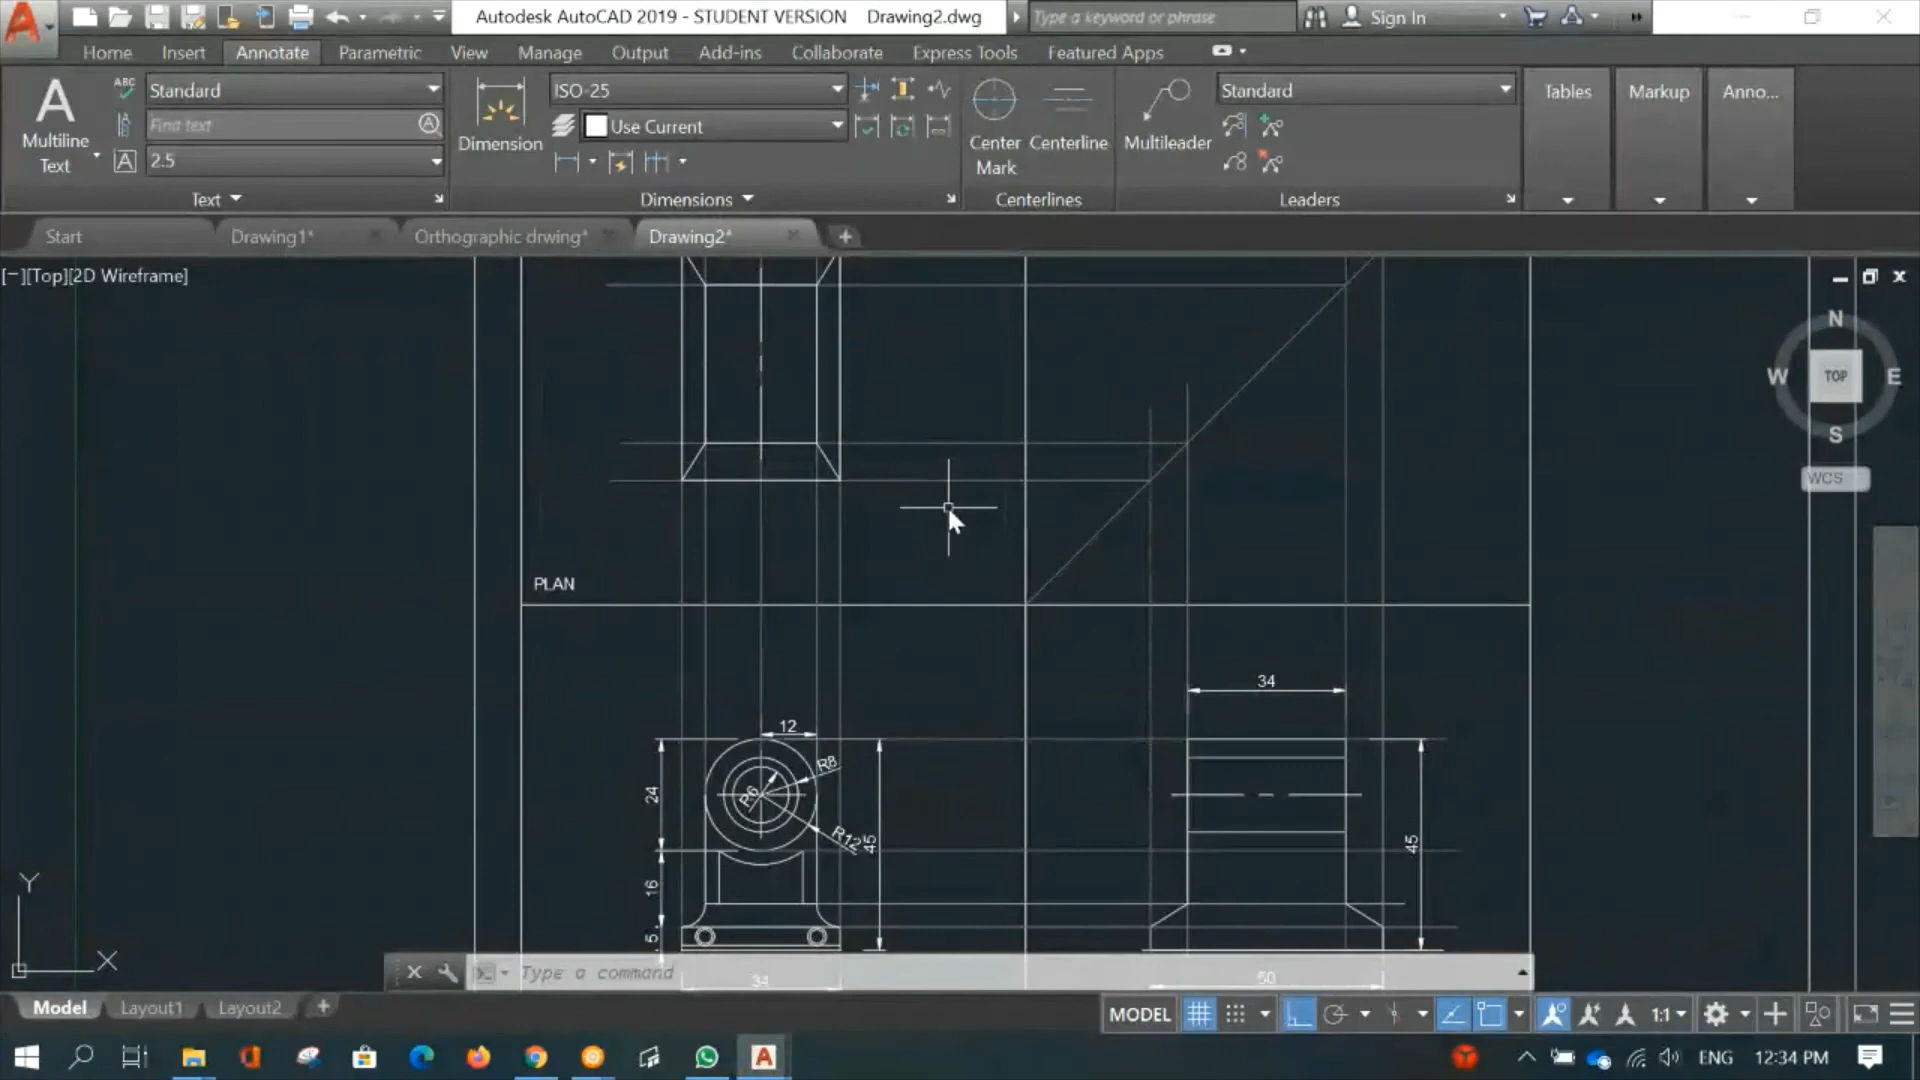 Autodesk AutoCAD 2019 - STUDENT VERSION Drawing2.dwg
Type a keyword or phrase
Sign In
Home Insert Annotate Parametric View Manage Output Add-ins Collaborate Express Tools Featured Apps
A
Multiline
Text
ABC
Standard
Find text
2.5
Text
Dimension
ISO-25
Use Current
Dimensions
Center
Mark
Centerline
Centerlines
Multileader
Standard
Leaders
Tables
Markup
Anno...
Start Drawing1* Orthographic drwing* Drawing2*
[−][Top][2D Wireframe]
N
W TOP E
S
WCS
PLAN
34
12
R8
24
R6
R12
45
45
16
5
Y
X
34
50
Type a command
Model Layout1 Layout2
MODEL
1:1
ENG 12:34 PM